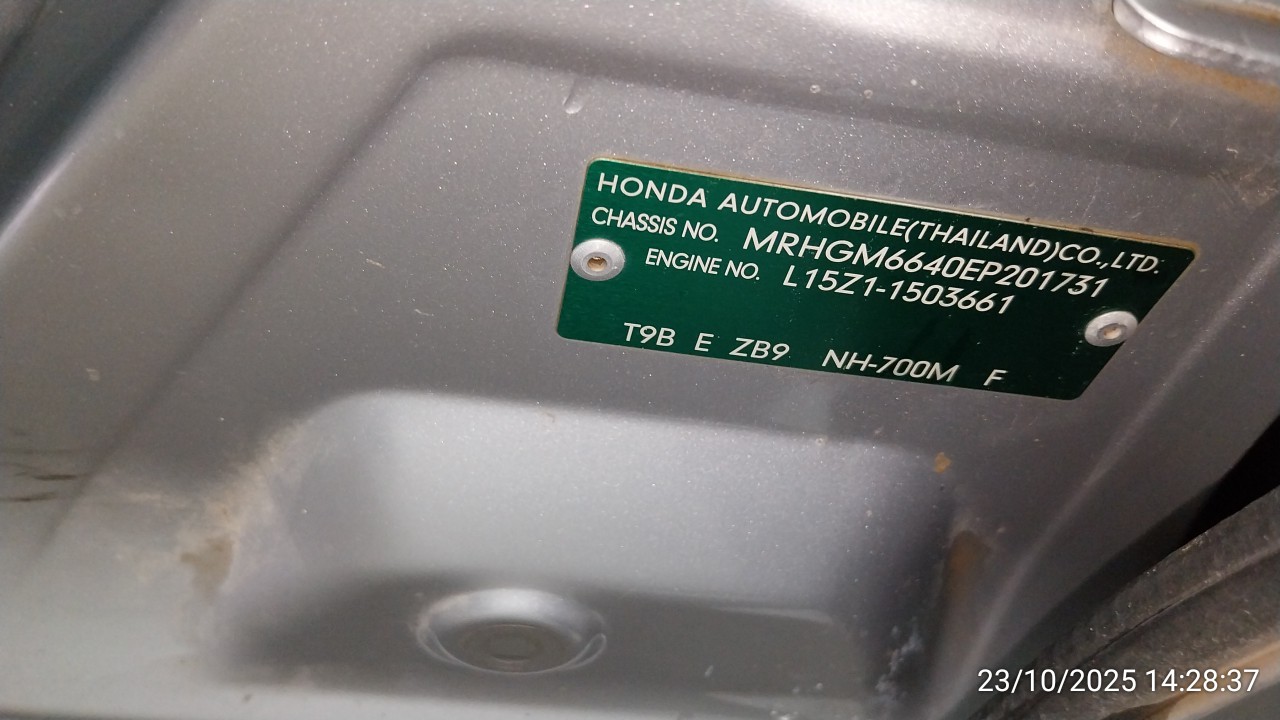 HONDA AUTOMOBILE(THAILAND)CO.,LTD.
CHASSIS NO. MRHGM6640EP201731
ENGINE NO. L15Z1-1503661
T9B E ZB9 NH-700M F
23/10/2025 14:28:37